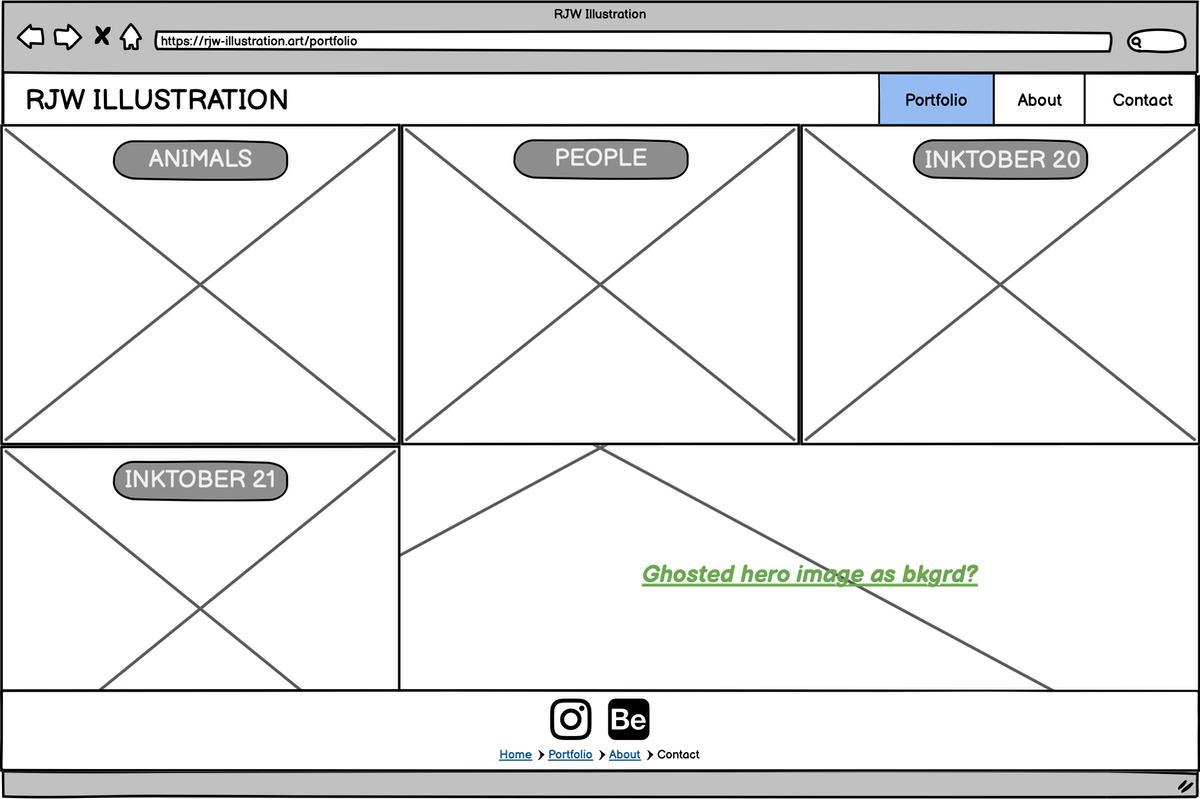 RJW Illustration
https://rjw-illustration.art/portfolio
RJW ILLUSTRATION
Portfolio About Contact
ANIMALS PEOPLE INKTOBER 20
INKTOBER 21
Ghosted hero image as bkgrd?
Be
Home Portfolio About Contact